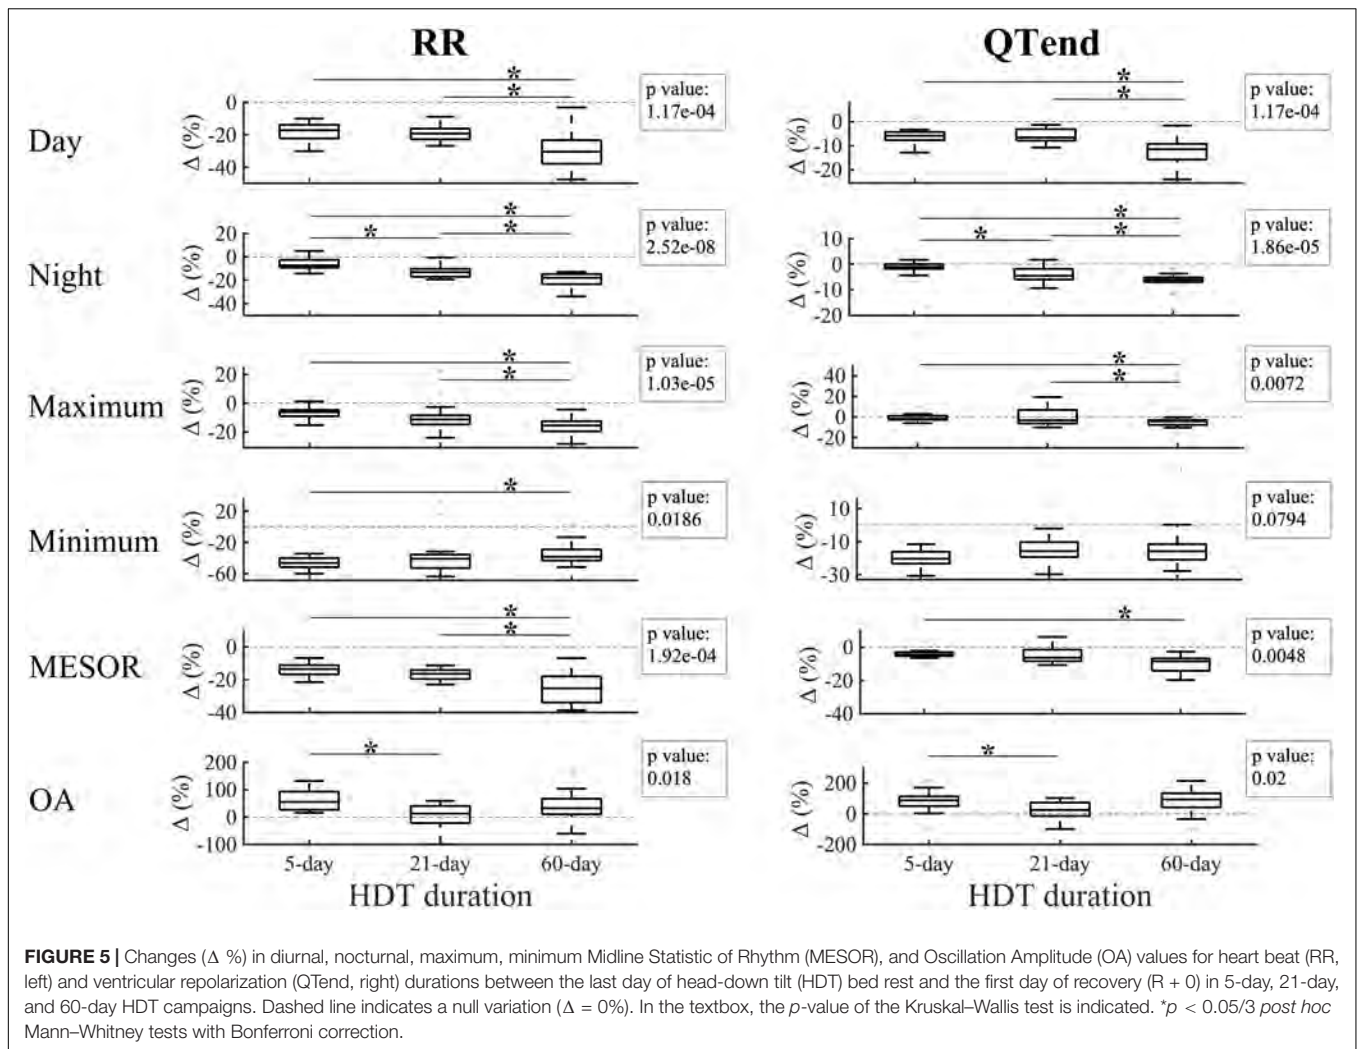 RR QTend
Day
Δ (%)
0
-20
-40
*
*
p value:
1.17e-04
Δ (%)
0
-10
-20
*
*
p value:
1.17e-04
Night
Δ (%)
20
0
-20
-40
*
*
*
p value:
2.52e-08
Δ (%)
10
0
-10
-20
*
*
*
p value:
1.86e-05
Maximum
Δ (%)
20
0
-20
*
*
p value:
1.03e-05
Δ (%)
40
20
0
-20
*
*
p value:
0.0072
Minimum
Δ (%)
20
-20
-60
*
p value:
0.0186
Δ (%)
10
-10
-30
p value:
0.0794
MESOR
Δ (%)
0
-20
-40
*
*
p value:
1.92e-04
Δ (%)
0
-20
-40
*
p value:
0.0048
OA
Δ (%)
200
100
0
-100
*
p value:
0.018
Δ (%)
200
0
-200
*
p value:
0.02
5-day 21-day 60-day 5-day 21-day 60-day
HDT duration HDT duration
FIGURE 5 | Changes (Δ %) in diurnal, nocturnal, maximum, minimum Midline Statistic of Rhythm (MESOR), and Oscillation Amplitude (OA) values for heart beat (RR,
left) and ventricular repolarization (QTend, right) durations between the last day of head-down tilt (HDT) bed rest and the first day of recovery (R + 0) in 5-day, 21-day,
and 60-day HDT campaigns. Dashed line indicates a null variation (Δ = 0%). In the textbox, the p-value of the Kruskal–Wallis test is indicated. *p < 0.05/3 post hoc
Mann–Whitney tests with Bonferroni correction.